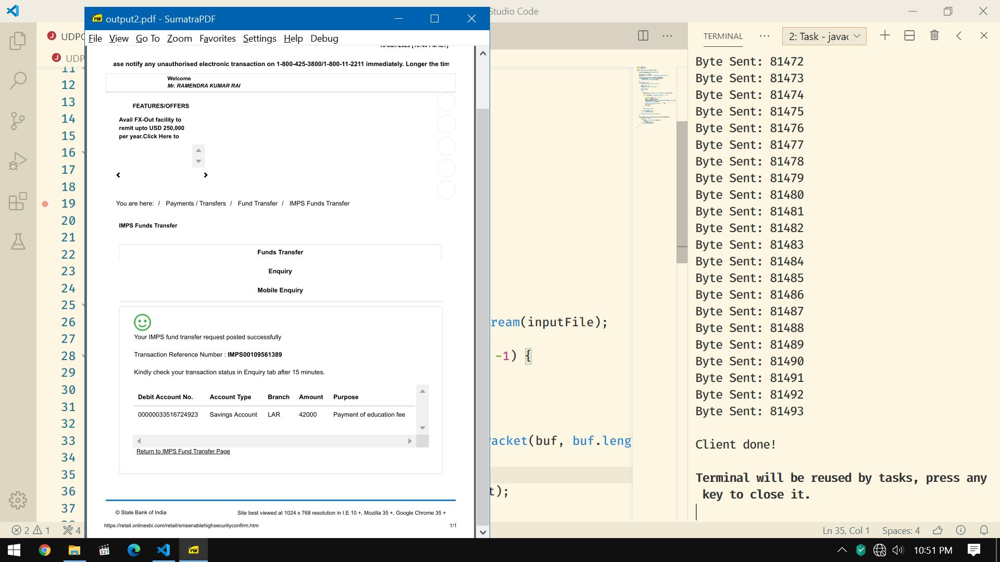 Studio Code
output2.pdf - SumatraPDF
File View Go To Zoom Favorites Settings Help Debug
ase notify any unauthorised electronic transaction on 1-800-425-3800/1-800-11-2211 immediately. Longer the tim
Welcome
Mr. RAMENDRA KUMAR RAI
FEATURES/OFFERS
Avail FX-Out facility to
remit upto USD 250,000
per year.Click Here to
You are here: / Payments / Transfers / Fund Transfer / IMPS Funds Transfer
IMPS Funds Transfer
Funds Transfer
Enquiry
Mobile Enquiry
Your IMPS fund transfer request posted successfully
Transaction Reference Number : IMPS00109561389
Kindly check your transaction status in Enquiry tab after 15 minutes.
Debit Account No. Account Type Branch Amount Purpose
00000033516724923 Savings Account LAR 42000 Payment of education fee
Return to IMPS Fund Transfer Page
© State Bank of India Site best viewed at 1024 x 768 resolution in I.E 10 +, Mozilla 35 +, Google Chrome 35 +
https://retail.onlinesbi.com/retail/smsenablehighsecurityconfirm.htm 1/1
UDPC
UDP
11
12
13
14
15
16
17
18
19
20
21
22
23
24
25
26
27
28
29
30
31
32
33
34
35
36
37
ream(inputFile);
-1) {
acket(buf, buf.leng
t);
TERMINAL ··· 2: Task - javac
Byte Sent: 81472
Byte Sent: 81473
Byte Sent: 81474
Byte Sent: 81475
Byte Sent: 81476
Byte Sent: 81477
Byte Sent: 81478
Byte Sent: 81479
Byte Sent: 81480
Byte Sent: 81481
Byte Sent: 81482
Byte Sent: 81483
Byte Sent: 81484
Byte Sent: 81485
Byte Sent: 81486
Byte Sent: 81487
Byte Sent: 81488
Byte Sent: 81489
Byte Sent: 81490
Byte Sent: 81491
Byte Sent: 81492
Byte Sent: 81493
Client done!
Terminal will be reused by tasks, press any
key to close it.
2 1 4
Ln 35, Col 1 Spaces: 4
321 PDF 10:51 PM